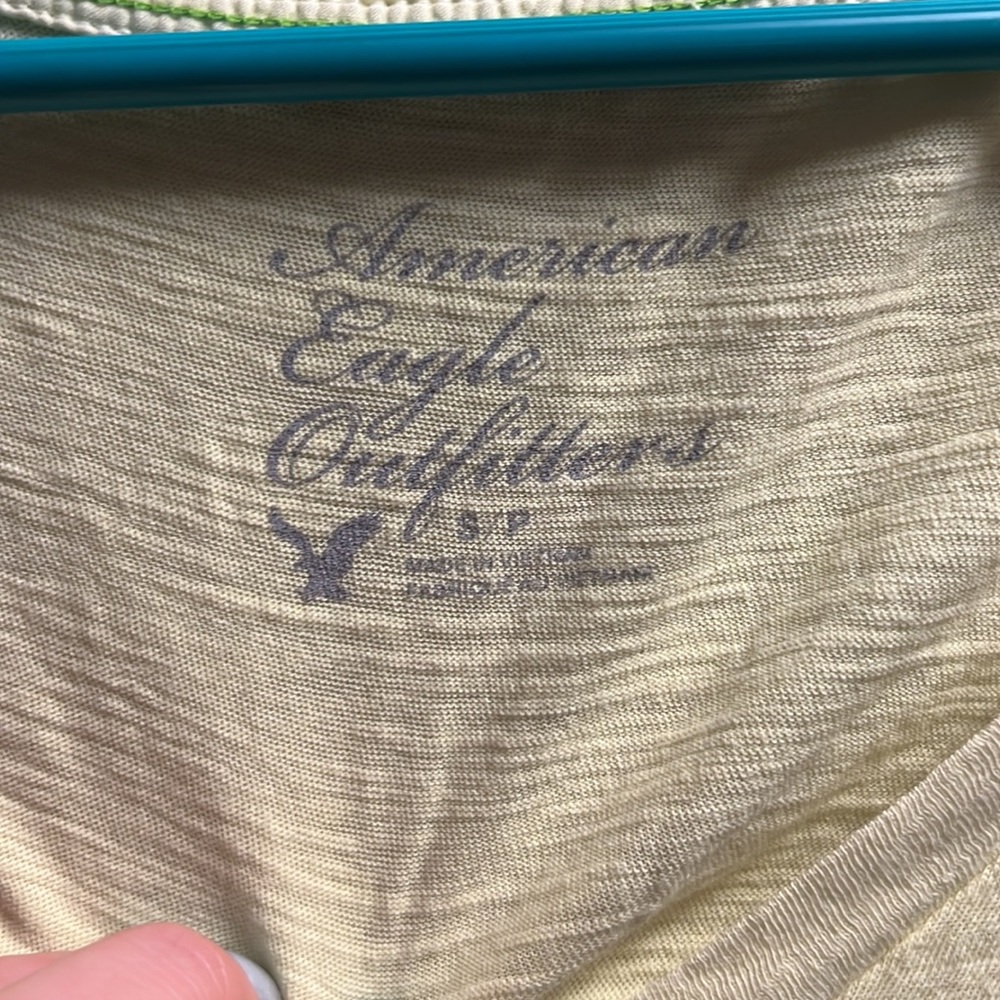 American
Eagle
Outfitters
S/P
MADE IN VIETNAM
FABRIQUÉ AU VIETNAM